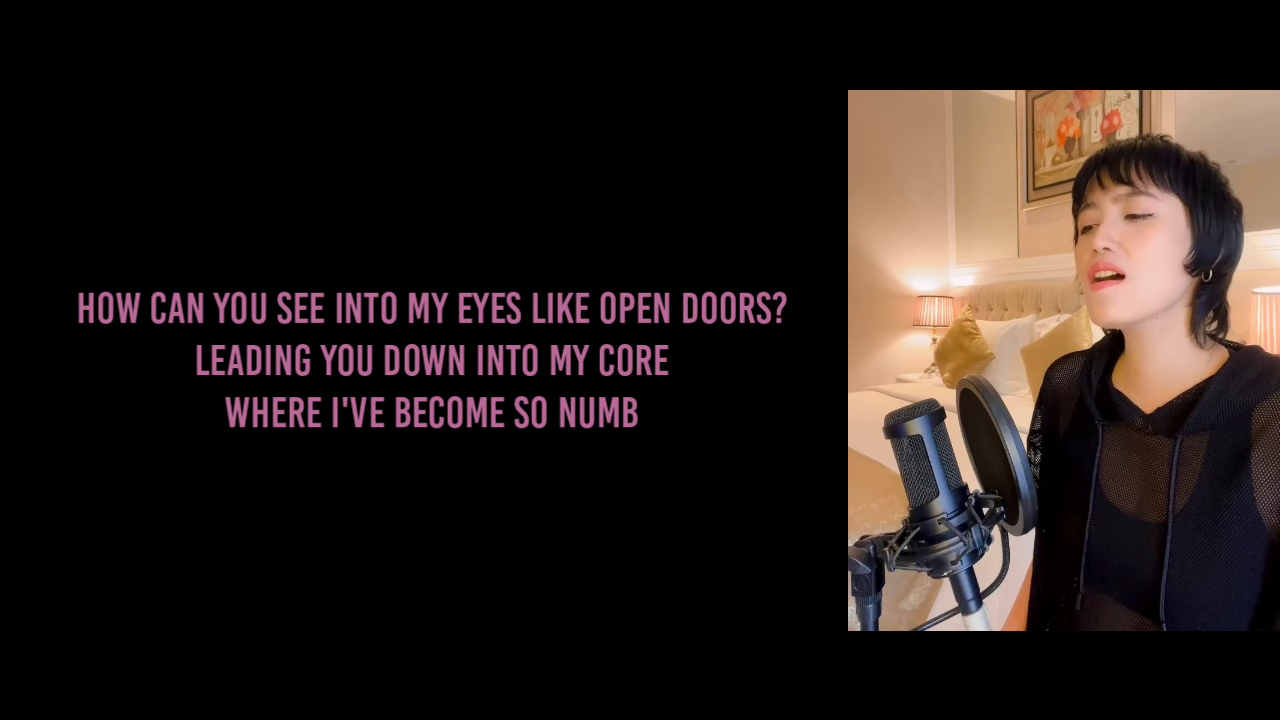 HOW CAN YOU SEE INTO MY EYES LIKE OPEN DOORS?
LEADING YOU DOWN INTO MY CORE
WHERE I'VE BECOME SO NUMB